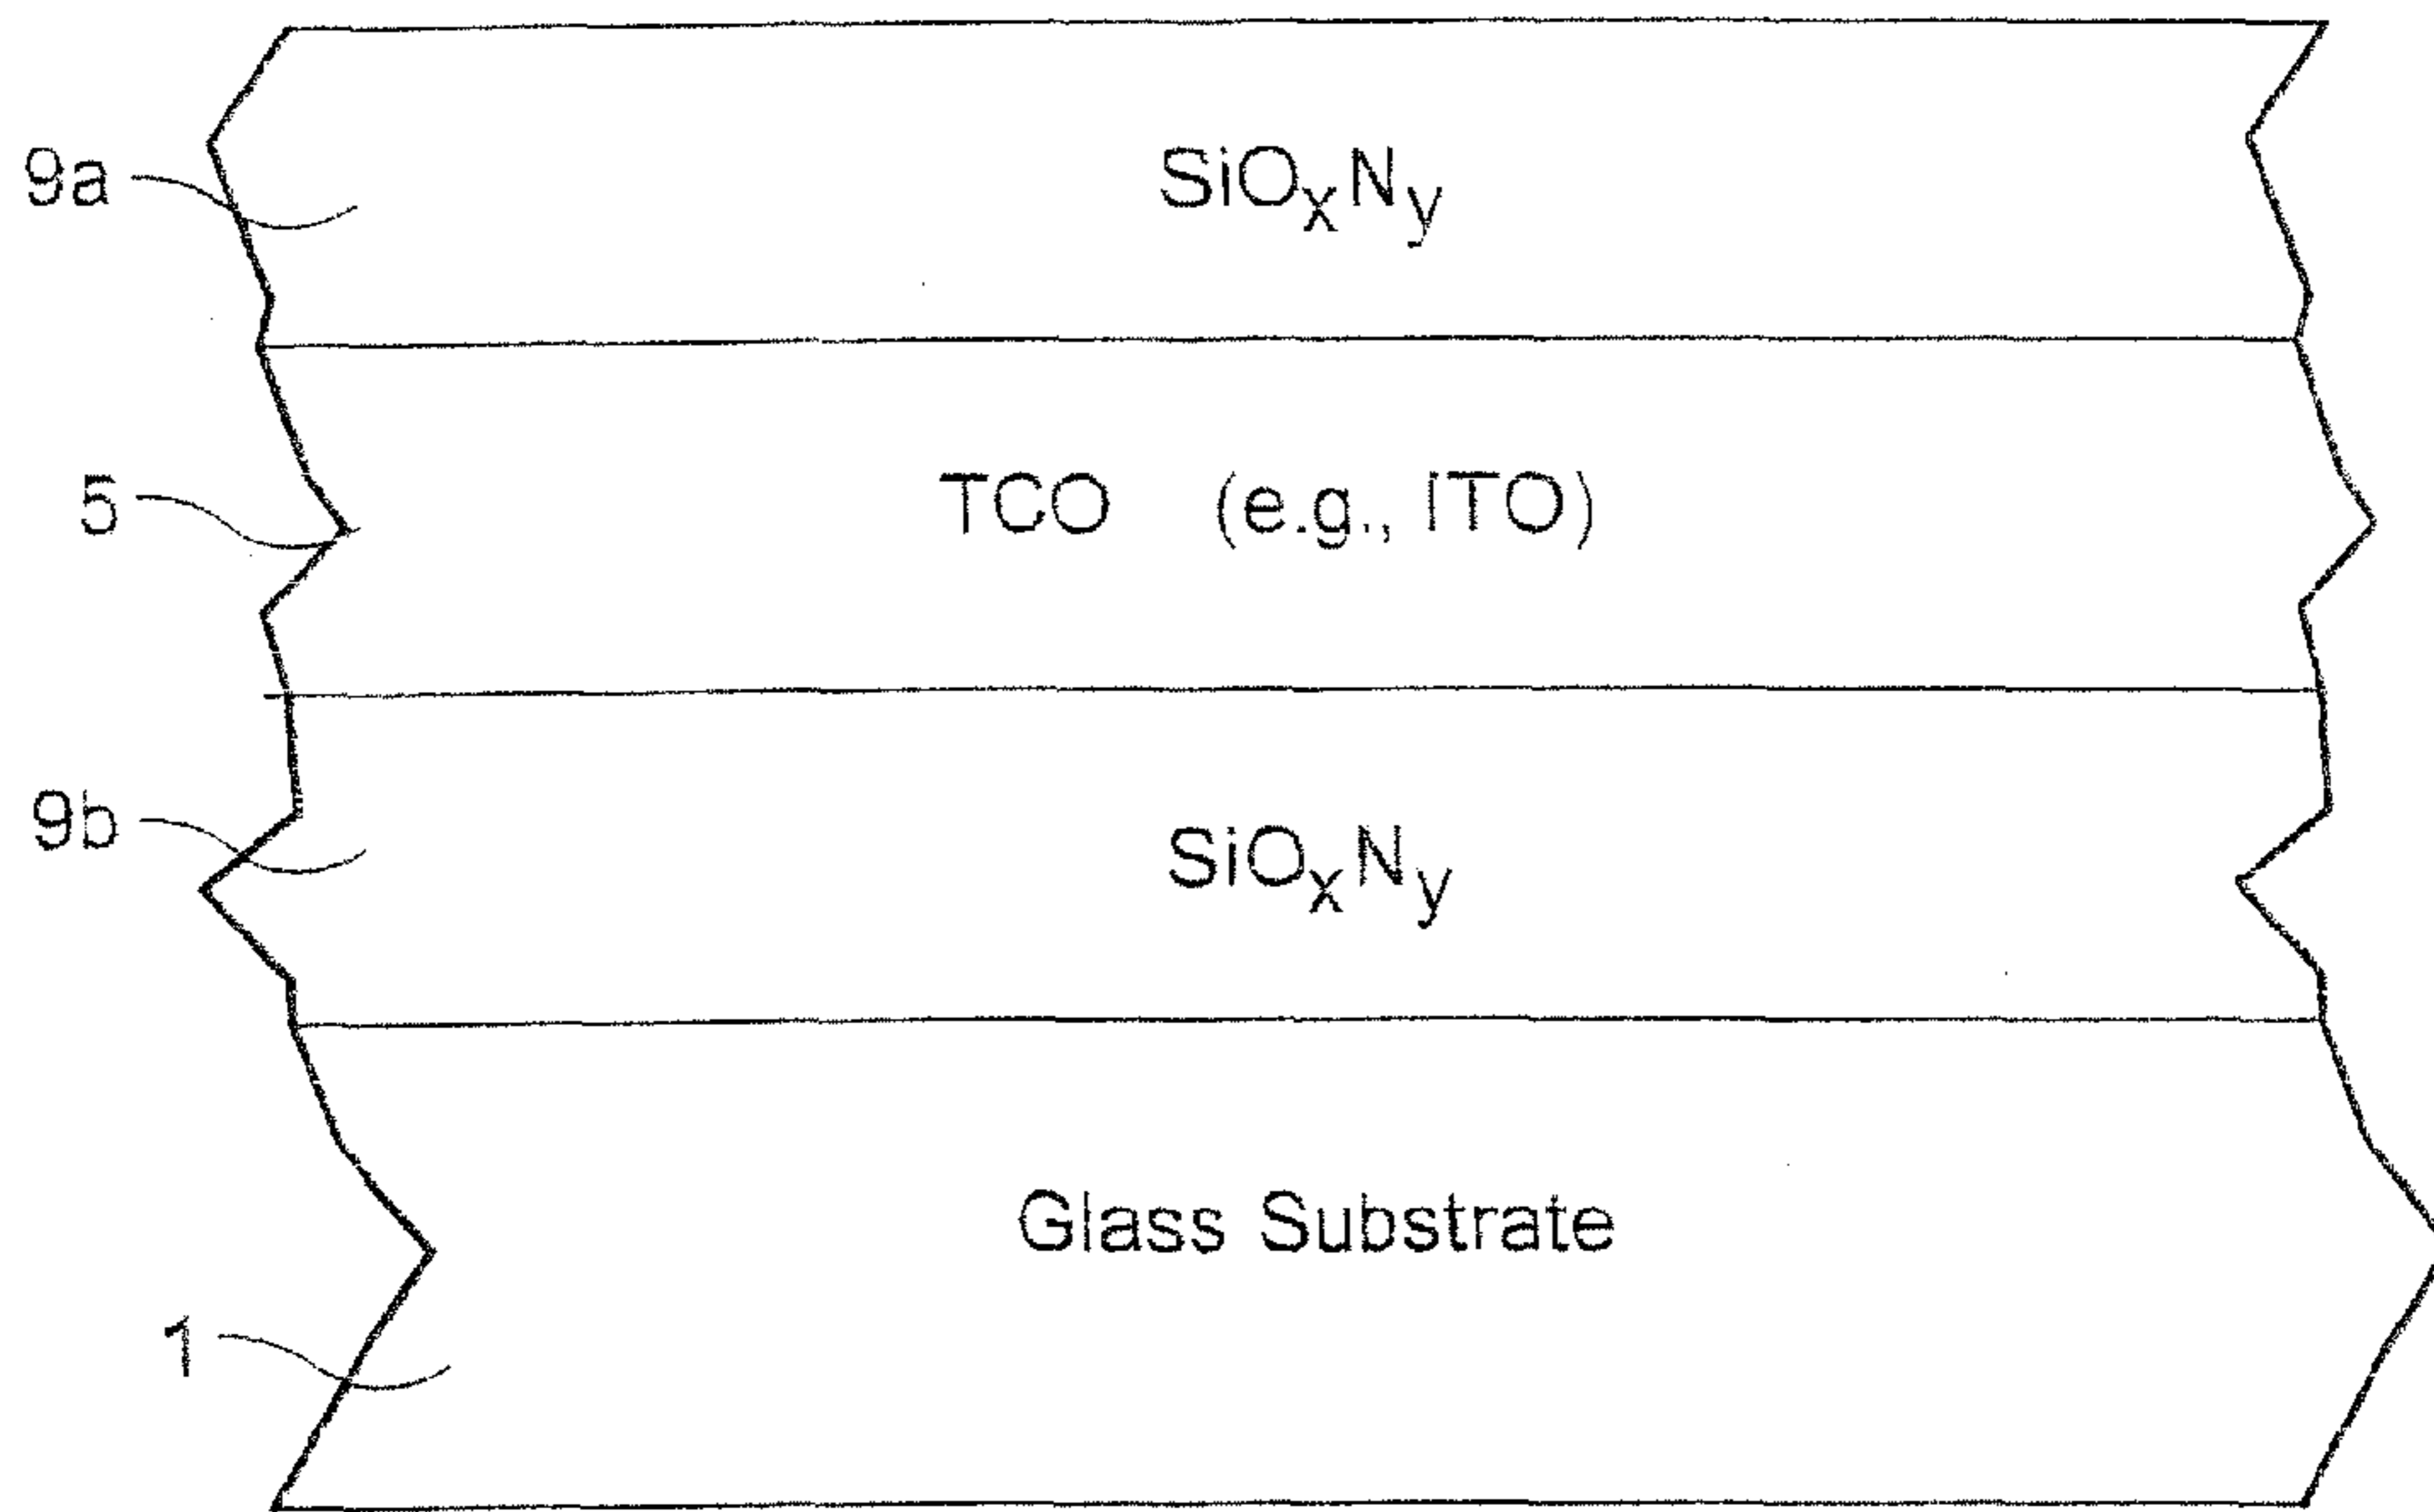 9a SiOxNy
5 TCO (e.g., ITO)
9b SiOxNy
Glass Substrate
1